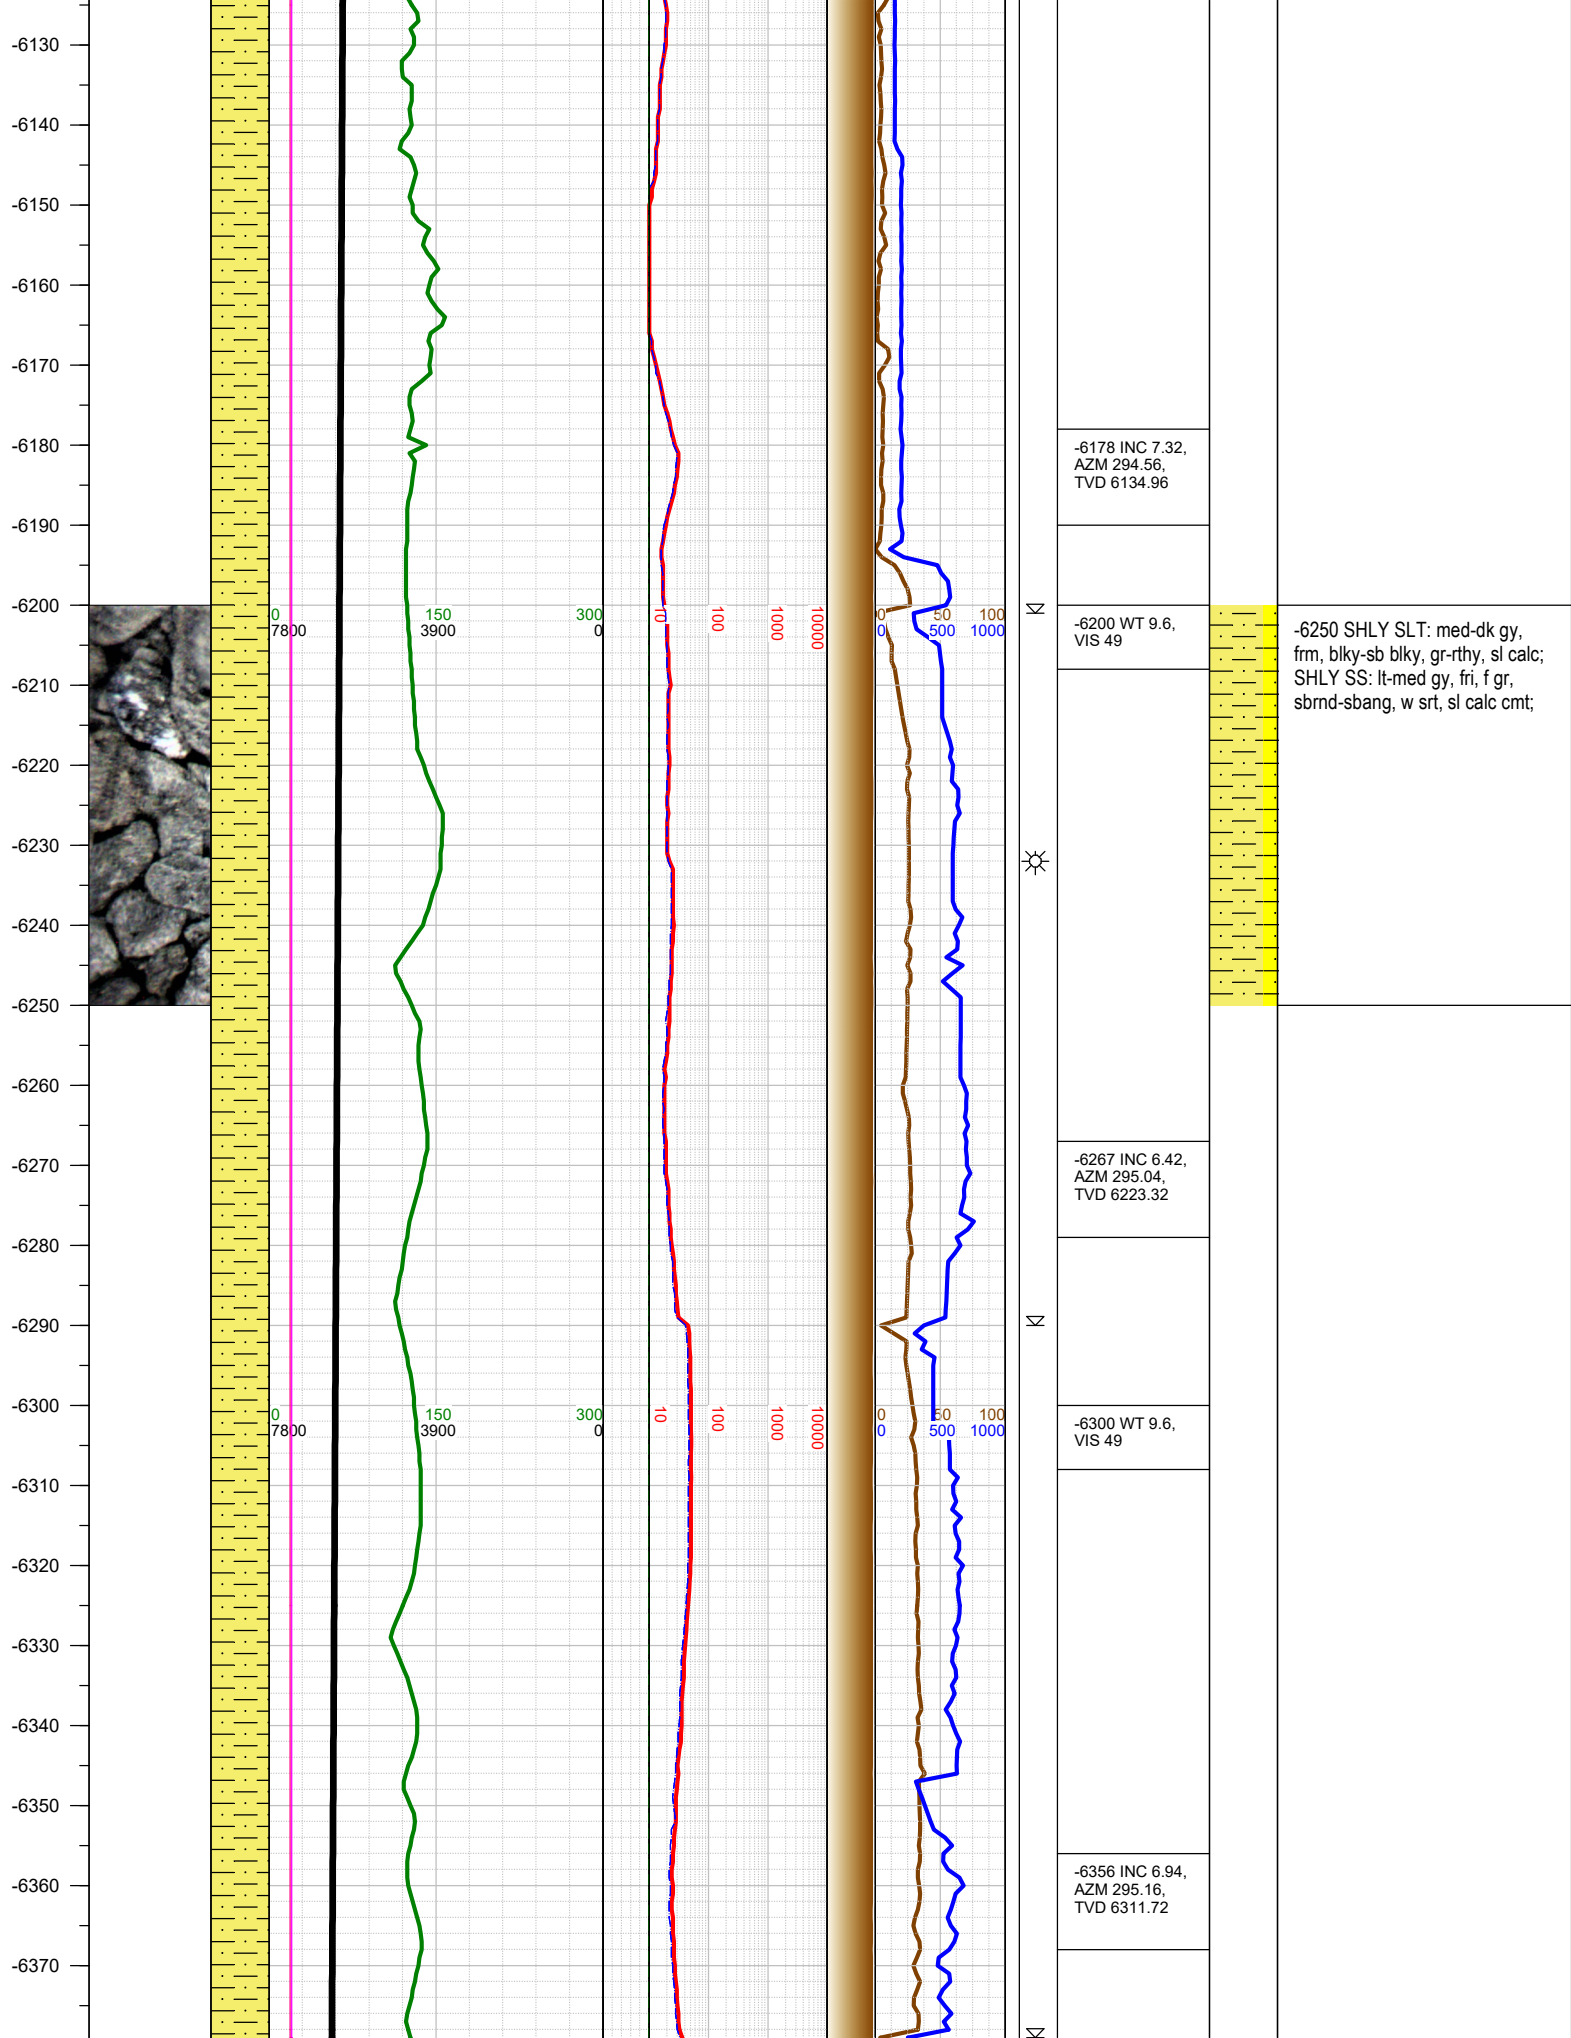 -6130
-6140
-6150
-6160
-6170
-6180
-6178 INC 7.32,
AZM 294.56,
TVD 6134.96
-6190
-6200
0 150 300
7800 3900 0
10 100 1000 10000
0 50 100
0 500 1000
-6200 WT 9.6,
VIS 49
-6250 SHLY SLT: med-dk gy,
frm, blky-sb blky, gr-rthy, sl calc;
SHLY SS: lt-med gy, fri, f gr,
sbrnd-sbang, w srt, sl calc cmt;
-6210
-6220
-6230
-6240
-6250
-6260
-6270
-6267 INC 6.42,
AZM 295.04,
TVD 6223.32
-6280
-6290
-6300
0 150 300
7800 3900 0
10 100 1000 10000
0 50 100
0 500 1000
-6300 WT 9.6,
VIS 49
-6310
-6320
-6330
-6340
-6350
-6360
-6356 INC 6.94,
AZM 295.16,
TVD 6311.72
-6370